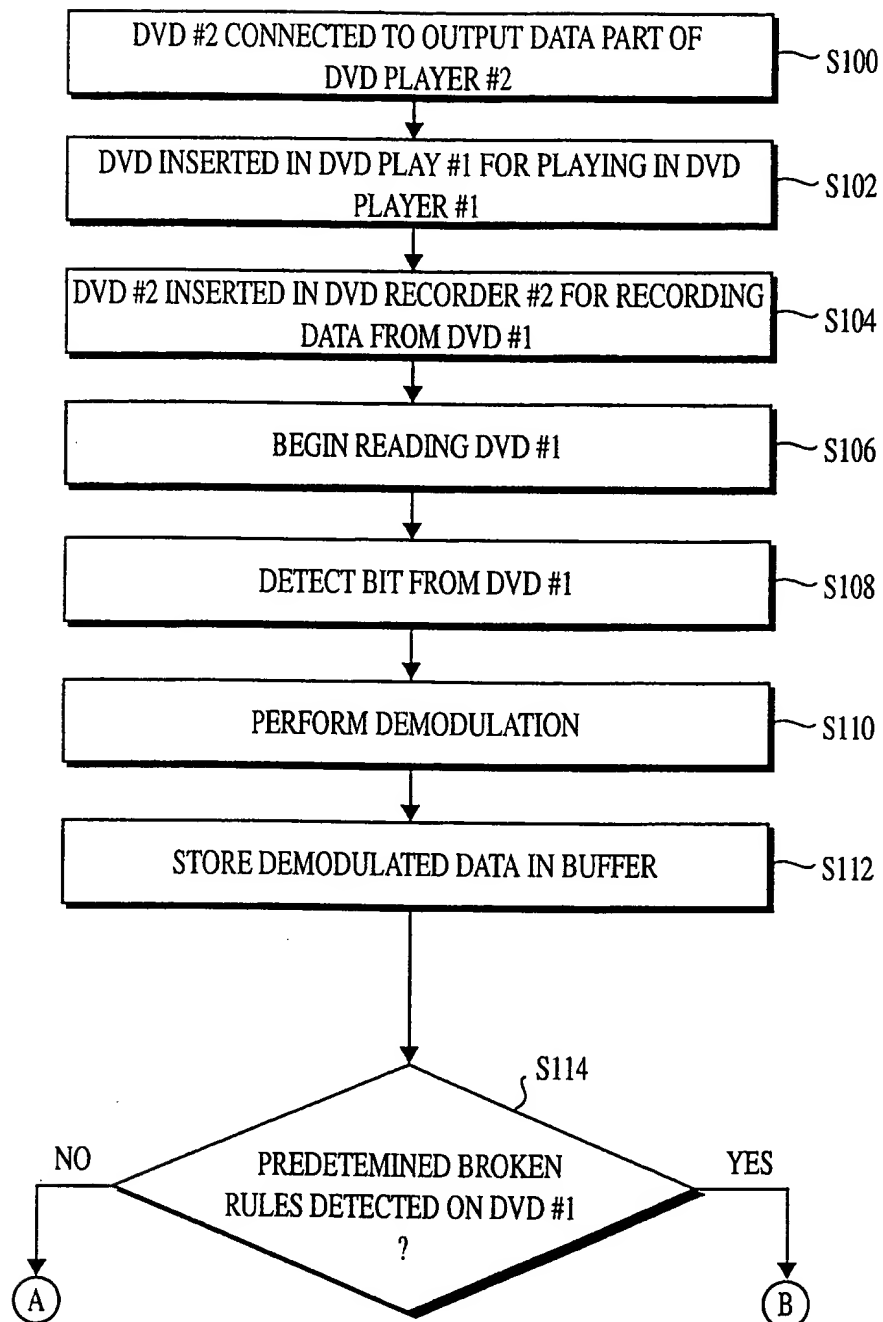 DVD #2 CONNECTED TO OUTPUT DATA PART OF
DVD PLAYER #2
S100
DVD INSERTED IN DVD PLAY #1 FOR PLAYING IN DVD
PLAYER #1
S102
DVD #2 INSERTED IN DVD RECORDER #2 FOR RECORDING
DATA FROM DVD #1
S104
BEGIN READING DVD #1
S106
DETECT BIT FROM DVD #1
S108
PERFORM DEMODULATION
S110
STORE DEMODULATED DATA IN BUFFER
S112
S114
NO
PREDETEMINED BROKEN
RULES DETECTED ON DVD #1
?
YES
A
B